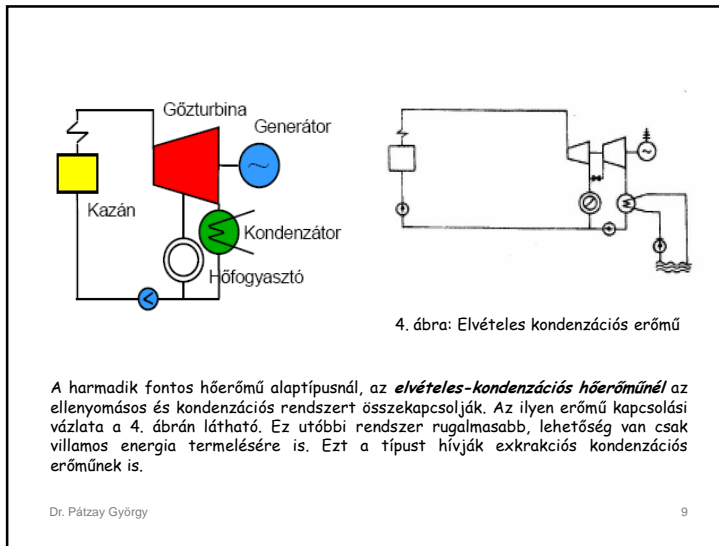 Gőzturbina
Generátor
Kazán
Kondenzátor
Hőfogyasztó
4. ábra: Elvételes kondenzációs erőmű
A harmadik fontos hőerőmű alaptípusnál, az elvételes-kondenzációs hőerőműnél az
ellenyomásos és kondenzációs rendszert összekapcsolják. Az ilyen erőmű kapcsolási
vázlata a 4. ábrán látható. Ez utóbbi rendszer rugalmasabb, lehetőség van csak
villamos energia termelésére is. Ezt a típust hívják exkrakciós kondenzációs
erőműnek is.
Dr. Pátzay György
9